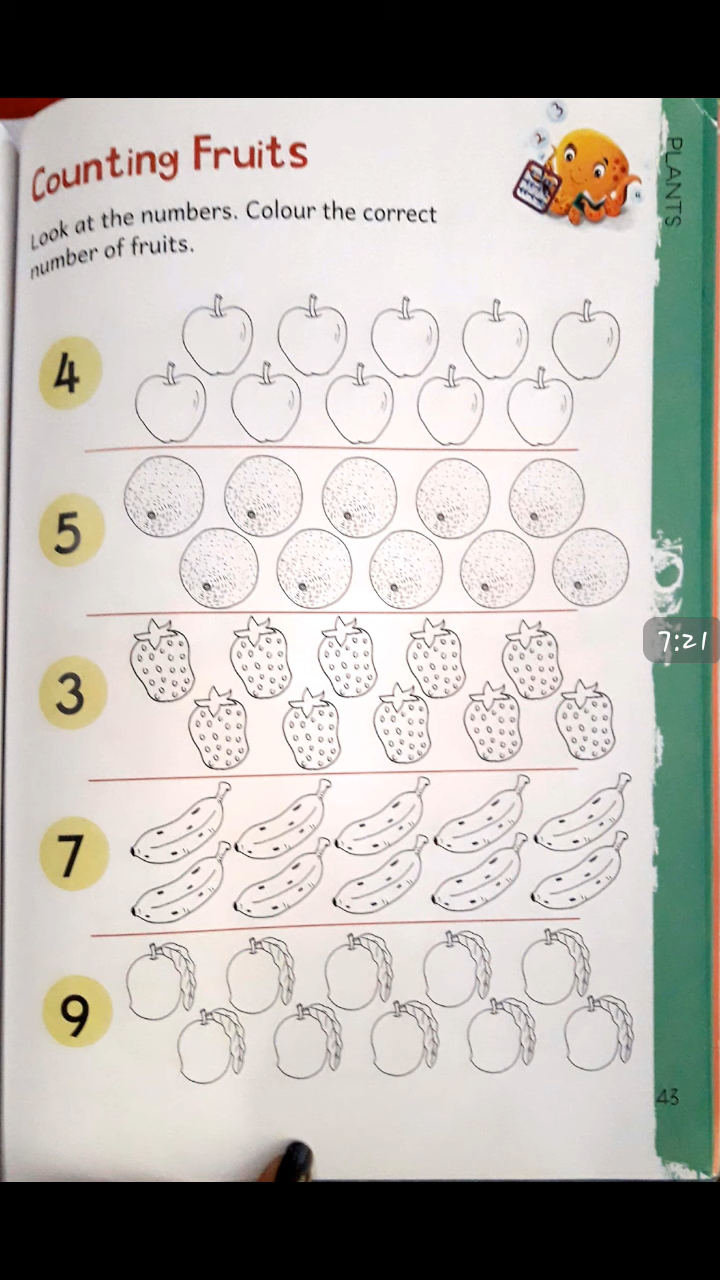 Counting Fruits
Look at the numbers. Colour the correct
number of fruits.
PLANTS
4
5
3
7:21
7
9
43